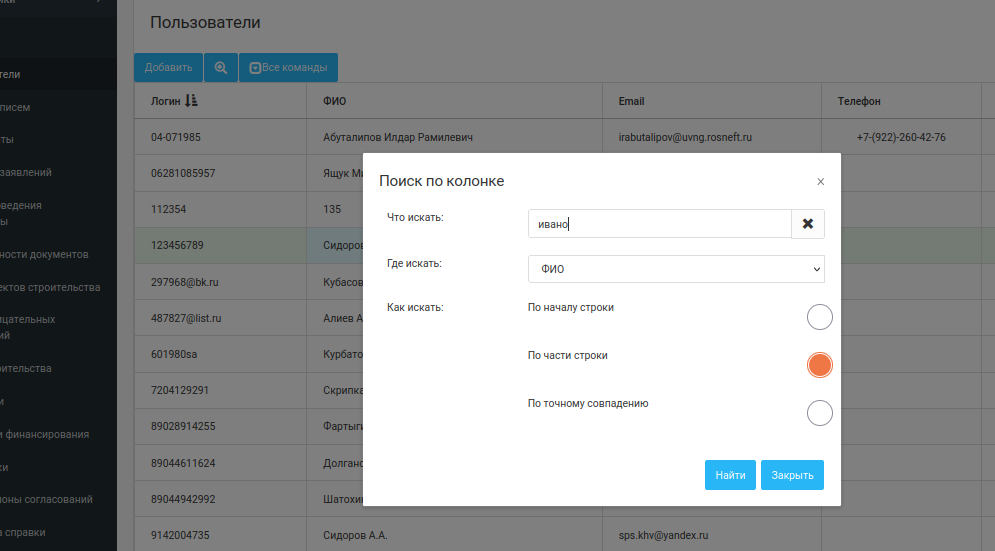 Пользователи
Добавить
Все команды
Логин
ФИО
Email
Телефон
04-071985
Абуталипов Илдар Рамилевич
irabutalipov@uvng.rosneft.ru
+7-(922)-260-42-76
06281085957
Ящук
112354
135
123456789
Сидоров
297968@bk.ru
Кубасов
487827@list.ru
Алиев А
601980sa
Курбато
7204129291
Скрипка
89028914255
Фартыг
89044611624
Долган
89044942992
Шатохи
9142004735
Сидоров А.А.
sps.khv@yandex.ru
Поиск по колонке
×
Что искать:
ивано
Где искать:
ФИО
Как искать:
По началу строки
По части строки
По точному совпадению
Найти
Закрыть
тели
писем
ты
заявлений
ведения
ы
ности документов
ектов строительства
ицательных
ий
оительства
и
и финансирования
ки
оны согласований
а справки